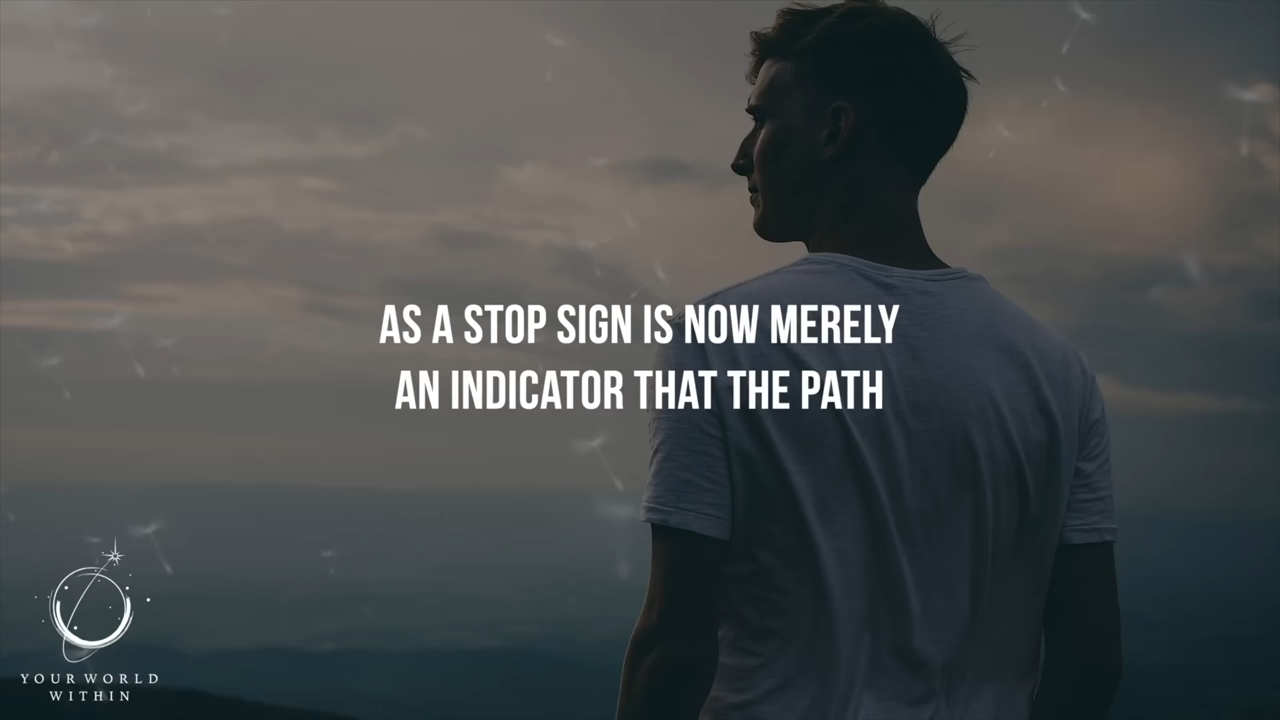 AS A STOP SIGN IS NOW MERELY
AN INDICATOR THAT THE PATH
YOUR WORLD
WITHIN